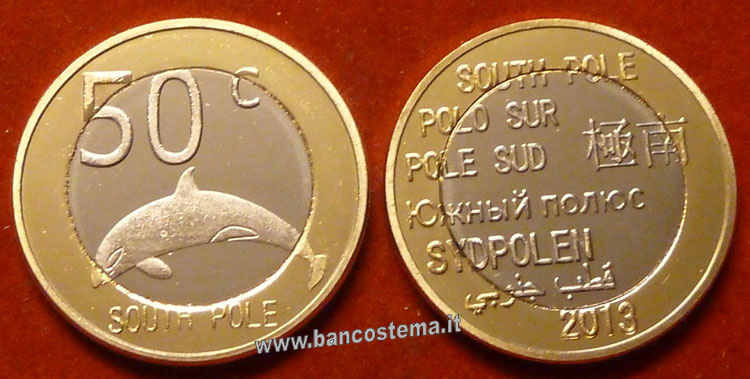 50 C
SOUTH POLE
SOUTH POLE
POLO SUR
POLE SUD
極南
ЮЖНЫЙ ПОЛЮС
SYDPOLEN
قطب جنوبي
2013
www.bancostema.it